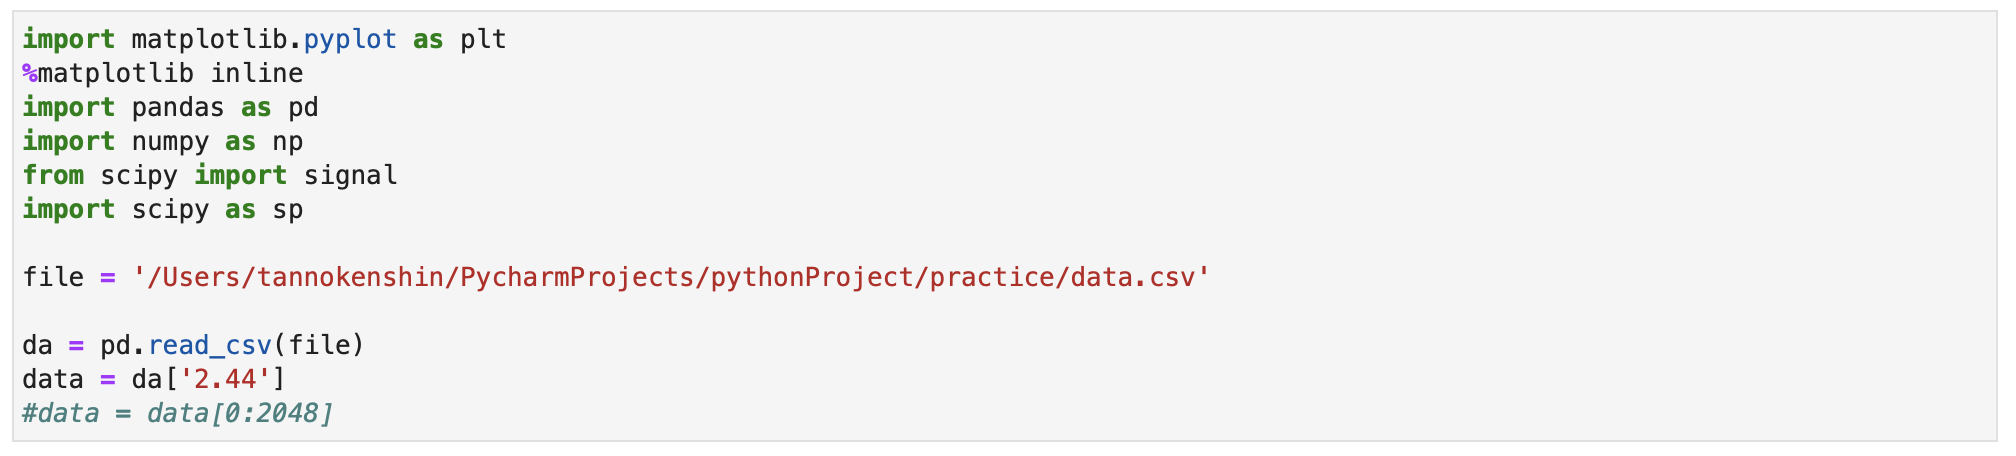 import matplotlib.pyplot as plt
%matplotlib inline
import pandas as pd
import numpy as np
from scipy import signal
import scipy as sp
file = '/Users/tannokenshin/PycharmProjects/pythonProject/practice/data.csv'
da = pd.read_csv(file)
data = da['2.44']
#data = data[0:2048]